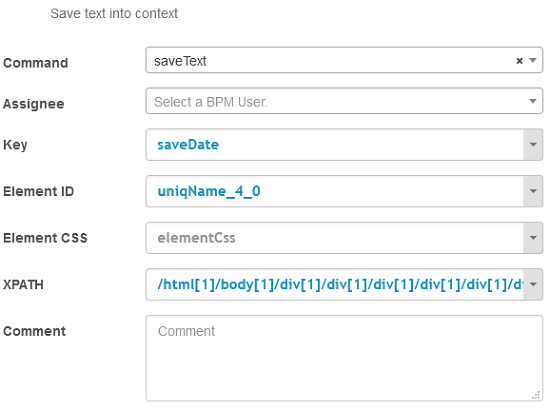 Save text into context
Command saveText × 
Assignee Select a BPM User.
Key saveDate
Element ID uniqName_4_0
Element CSS elementCss
XPATH /html[1]/body[1]/div[1]/div[1]/div[1]/div[1]/div[1]/d
Comment Comment